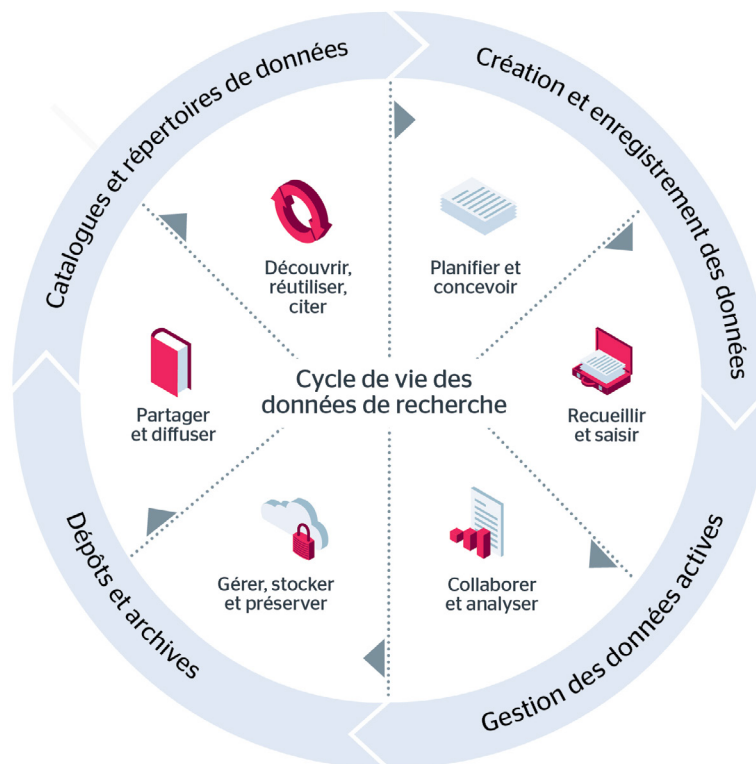 Catalogues et répertoires de données
Création et enregistrement des données
Découvrir,
réutiliser,
citer
Planifier et
concevoir
Cycle de vie des
données de recherche
Partager
et diffuser
Recueillir
et saisir
Gérer, stocker
et préserver
Collaborer
et analyser
Dépôts et archives
Gestion des données actives